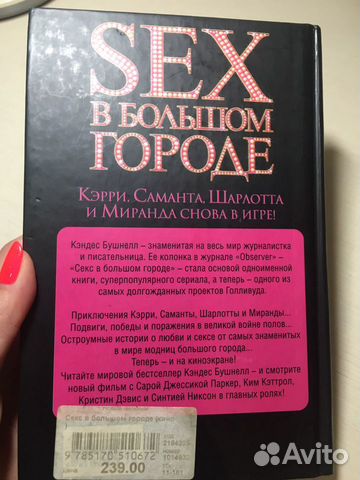 SEX
В БОЛЬШОМ
ГОРОДЕ
КЭРРИ, САМАНТА, ШАРЛОТТА
И МИРАНДА СНОВА В ИГРЕ!
Кэндес Бушнелл – знаменитая на весь мир журналистка
и писательница. Ее колонка в журнале «Observer» –
«Секс в большом городе» – стала основой одноименной
книги, суперпопулярного сериала, а теперь – одного из
самых долгожданных проектов Голливуда.
Приключения Кэрри, Саманты, Шарлотты и Миранды...
Подвиги, победы и поражения в великой войне полов...
Остроумные истории о любви и сексе от самых знаменитых
в мире модниц большого города...
Теперь – и на киноэкране!
Читайте мировой бестселлер Кэндес Бушнелл – и смотрите
новый фильм с Сарой Джессикой Паркер, Ким Кэттрол,
Кристин Дэвис и Синтией Никсон в главных ролях!
Секс в большом городе
9 785170 510672
239.00
Avito